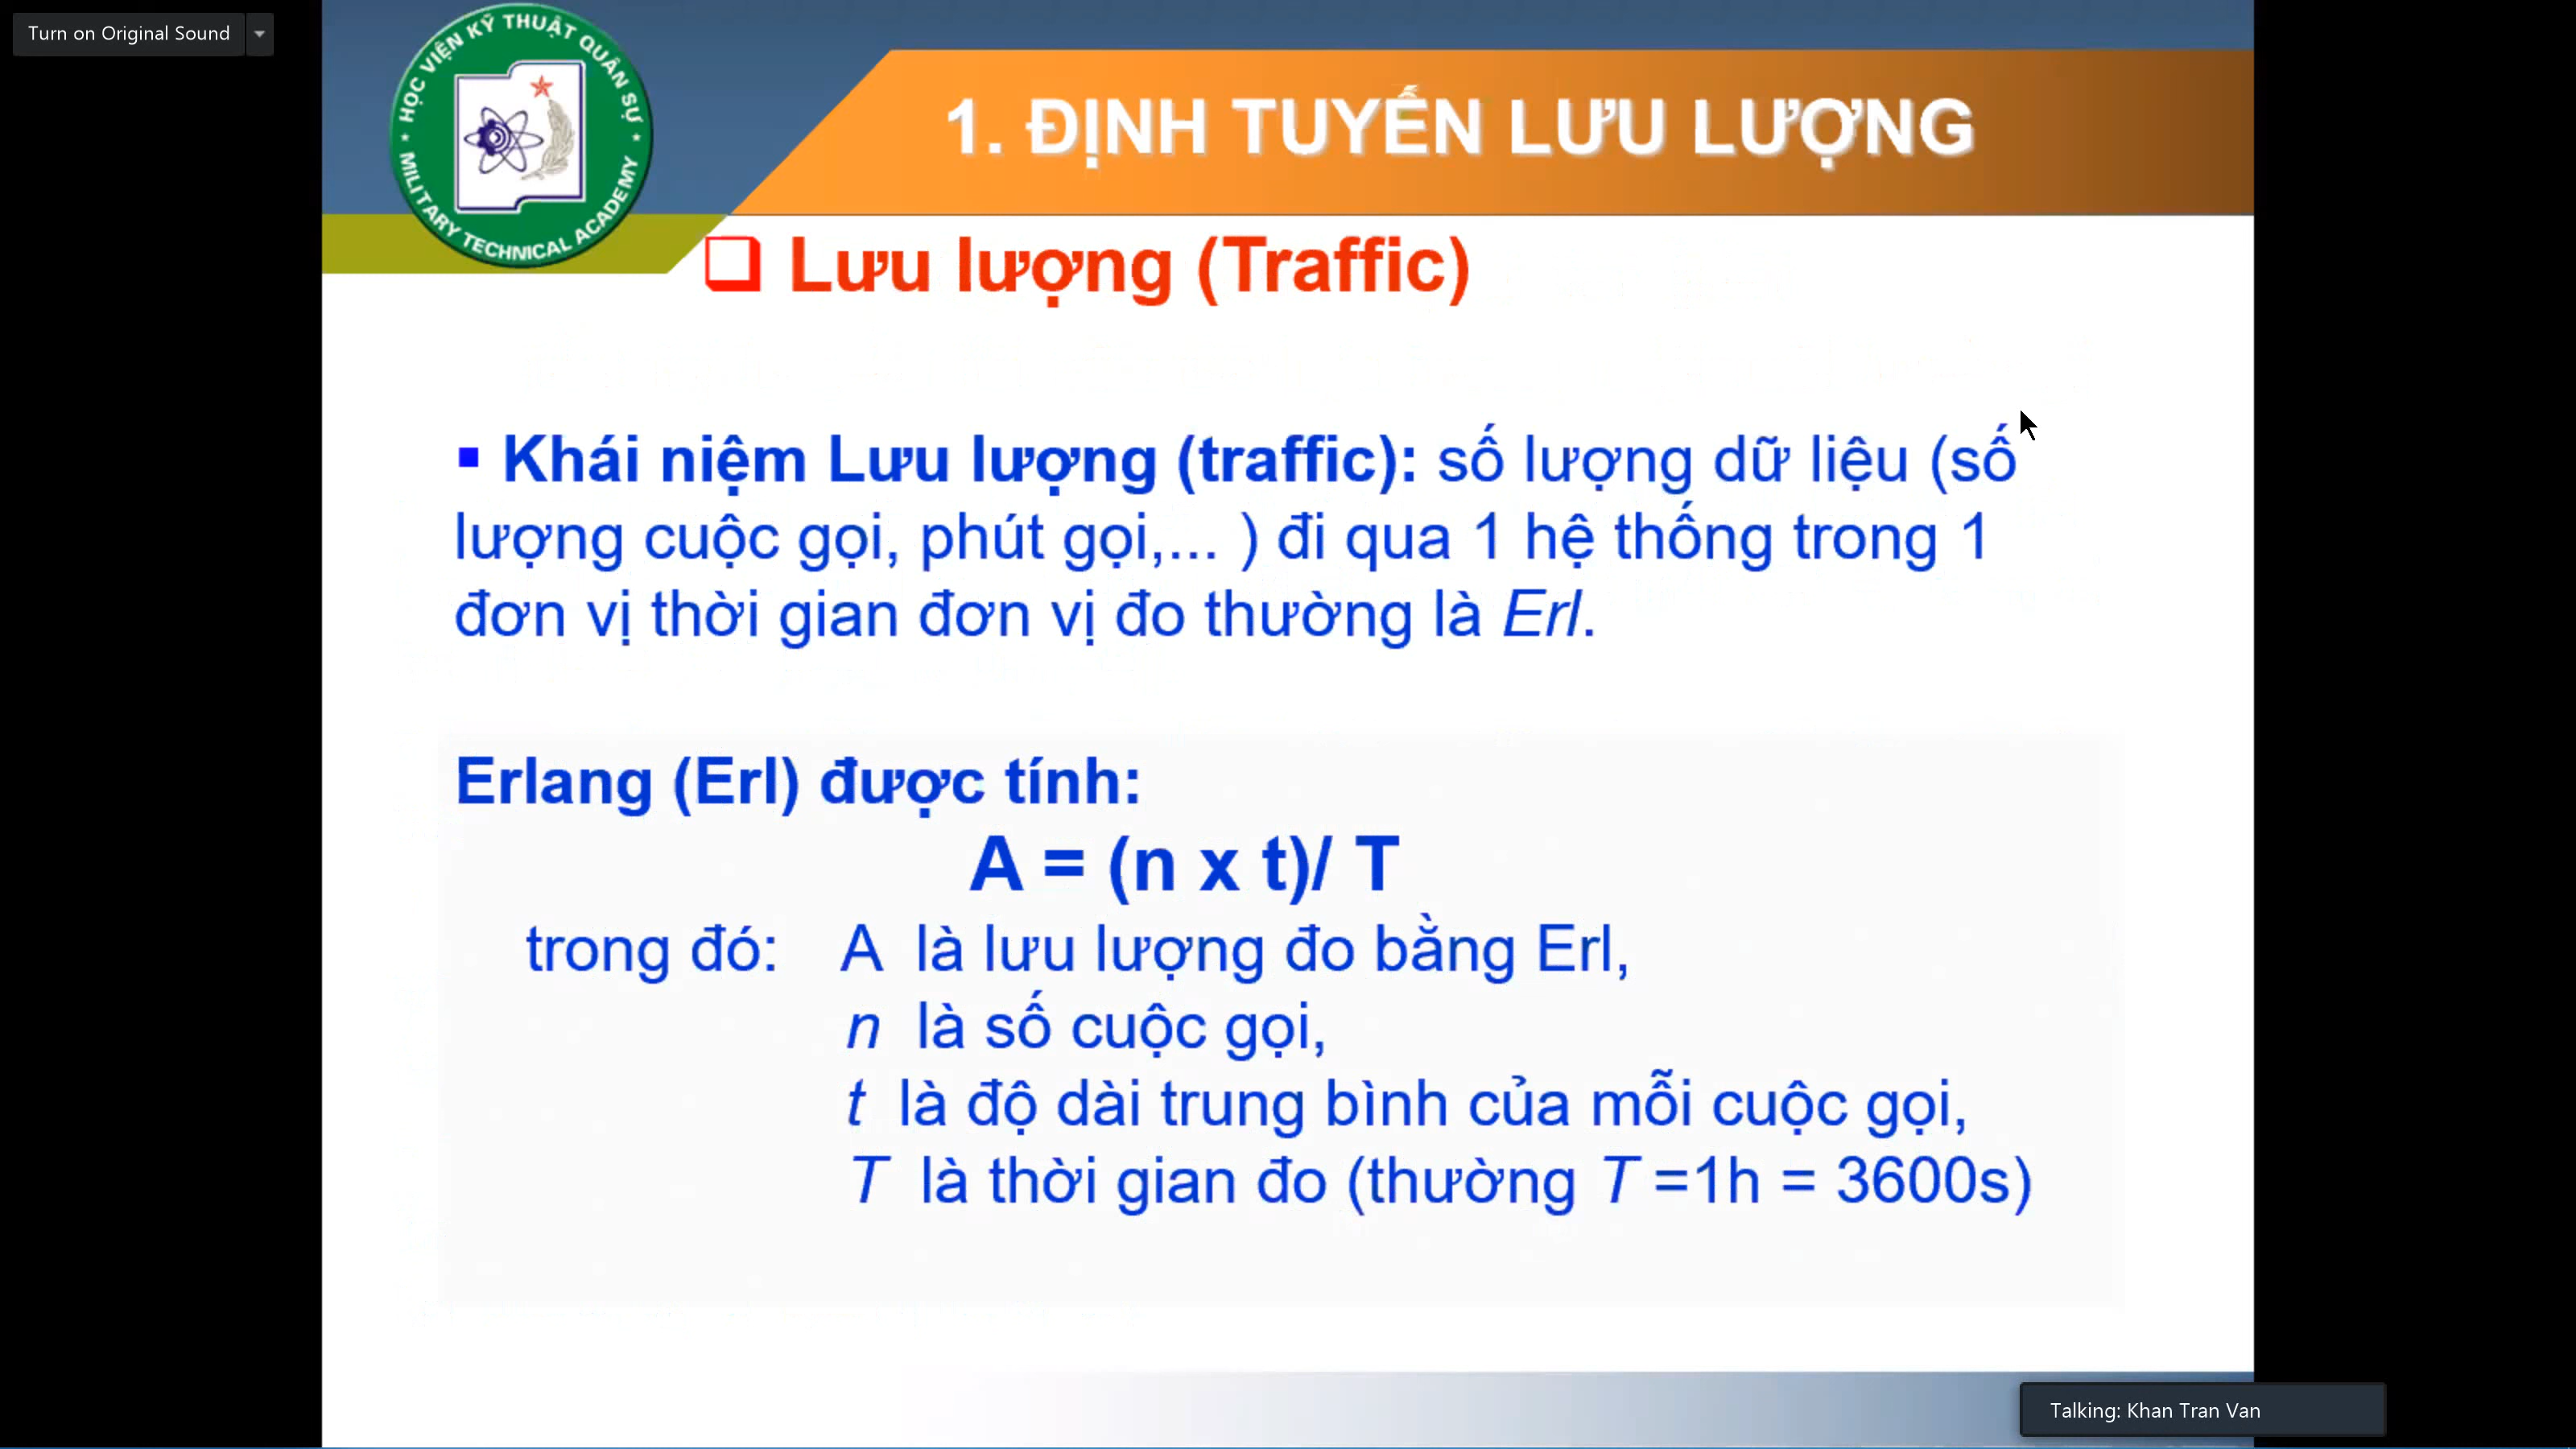 Turn on Original Sound
HỌC VIỆN KỸ THUẬT QUÂN SỰ
MILITARY TECHNICAL ACADEMY
1. ĐỊNH TUYẾN LƯU LƯỢNG
Lưu lượng (Traffic)
▪ Khái niệm Lưu lượng (traffic): số lượng dữ liệu (số
lượng cuộc gọi, phút gọi,... ) đi qua 1 hệ thống trong 1
đơn vị thời gian đơn vị đo thường là Erl.
Erlang (Erl) được tính:
A = (n x t)/ T
trong đó: A là lưu lượng đo bằng Erl,
n là số cuộc gọi,
t là độ dài trung bình của mỗi cuộc gọi,
T là thời gian đo (thường T =1h = 3600s)
Talking: Khan Tran Van